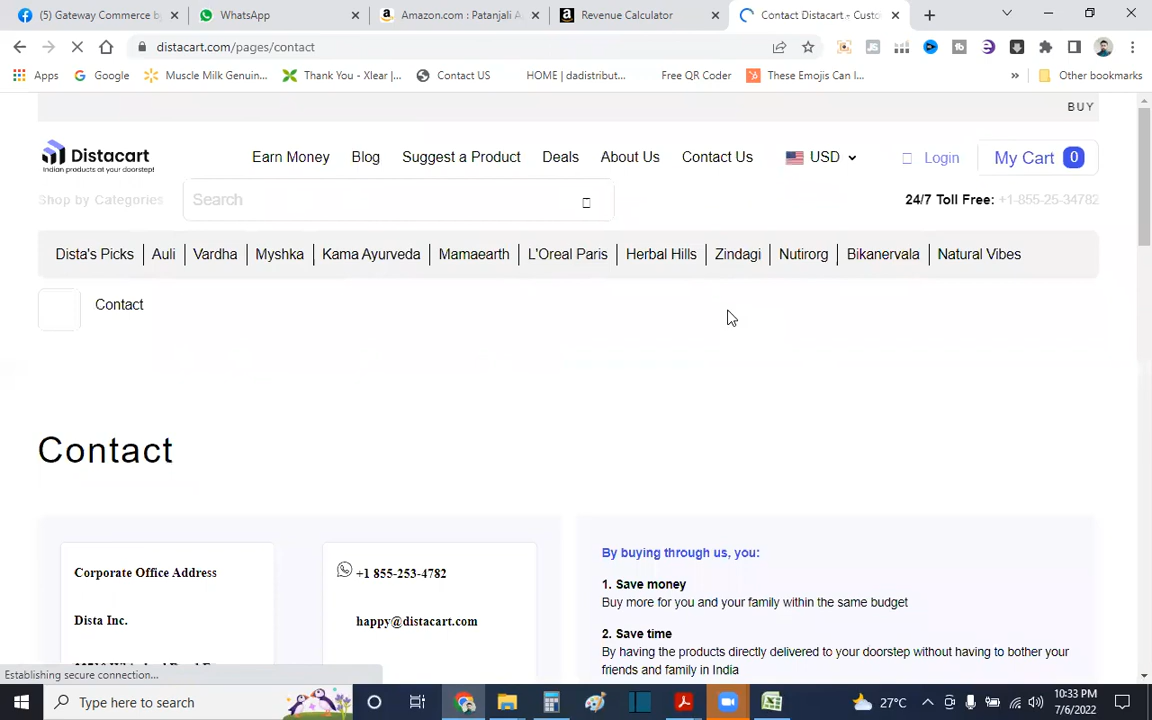 (5) Gateway Commerce b
WhatsApp
Amazon.com : Patanjali A
Revenue Calculator
Contact Distacart - Custo
distacart.com/pages/contact
Apps
Google
Muscle Milk Genuin...
Thank You - Xlear |...
Contact US
HOME | dadistribut...
Free QR Code
These Emojis Can I...
»
Other bookmarks
BUY
Distacart
Indian products at your doorstep!
Earn Money
Blog
Suggest a Product
Deals
About Us
Contact Us
USD
Login
My Cart 0
Shop by Categories
Search
24/7 Toll Free: +1-855-25-34782
Dista's Picks
Auli
Vardha
Myshka
Kama Ayurveda
Mamaearth
L'Oreal Paris
Herbal Hills
Zindagi
Nutirorg
Bikanervala
Natural Vibes
Contact
Contact
Corporate Office Address
Dista Inc.
+1 855-253-4782
happy@distacart.com
By buying through us, you:
1. Save money
Buy more for you and your family within the same budget
2. Save time
By having the products directly delivered to your doorstep without having to bother your
friends and family in India
Establishing secure connection...
Type here to search
27°C
10:33 PM
7/6/2022